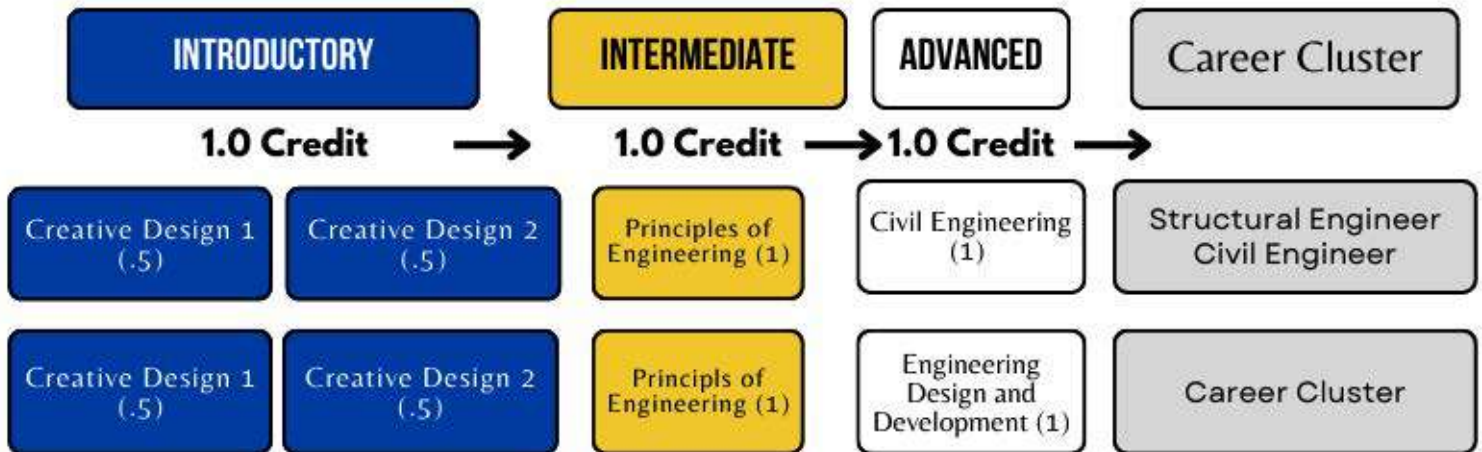 INTRODUCTORY
INTERMEDIATE
ADVANCED
Career Cluster
1.0 Credit
1.0 Credit
1.0 Credit
Creative Design 1
(.5)
Creative Design 2
(.5)
Principles of
Engineering (1)
Civil Engineering
(1)
Structural Engineer
Civil Engineer
Creative Design 1
(.5)
Creative Design 2
(.5)
Principls of
Engineering (1)
Engineering
Design and
Development (1)
Career Cluster